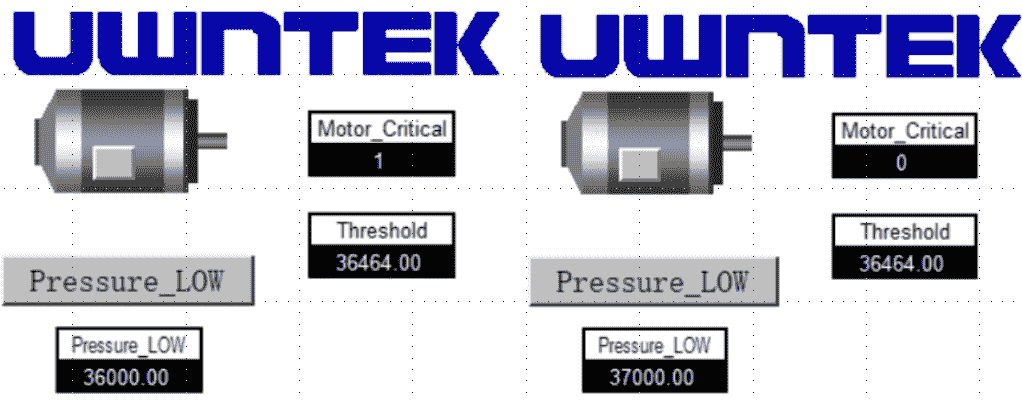 UWNTEK
Motor_Critical
1
Threshold
36464.00
Pressure_LOW
Pressure_LOW
36000.00
UWNTEK
Motor_Critical
0
Threshold
36464.00
Pressure_LOW
Pressure_LOW
37000.00